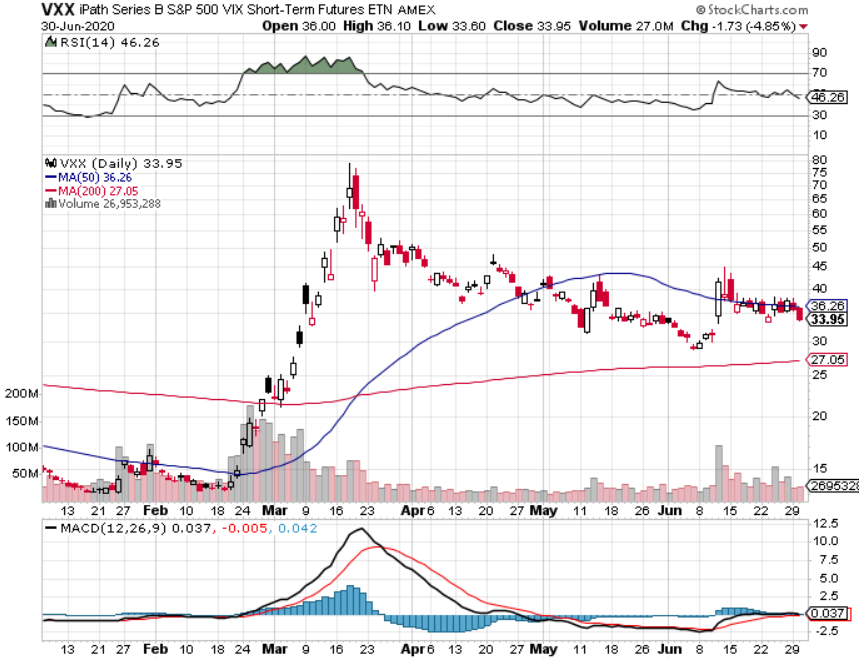 VXX iPath Series B S&P 500 VIX Short-Term Futures ETN AMEX © StockCharts.com
30-Jun-2020 Open 36.00 High 36.10 Low 33.60 Close 33.95 Volume 27.0M Chg -1.73 (-4.85%)
RSI(14) 46.26
90
70
46.26
30
10
VXX (Daily) 33.95
MA(50) 36.26
MA(200) 27.05
Volume 26,953,288
80
75
70
65
60
55
50
45
40
36.26
33.95
30
27.05
25
20
15
2695328
200M
150M
100M
50M
13 21 27 Feb 10 18 24 Mar 9 16 23 Apr 6 13 20 27 May 11 18 26 Jun 8 15 22 29
MACD(12,26,9) 0.037, -0.005, 0.042
12.5
10.0
7.5
5.0
2.5
0.037
-2.5
13 21 27 Feb 10 18 24 Mar 9 16 23 Apr 6 13 20 27 May 11 18 26 Jun 8 15 22 29